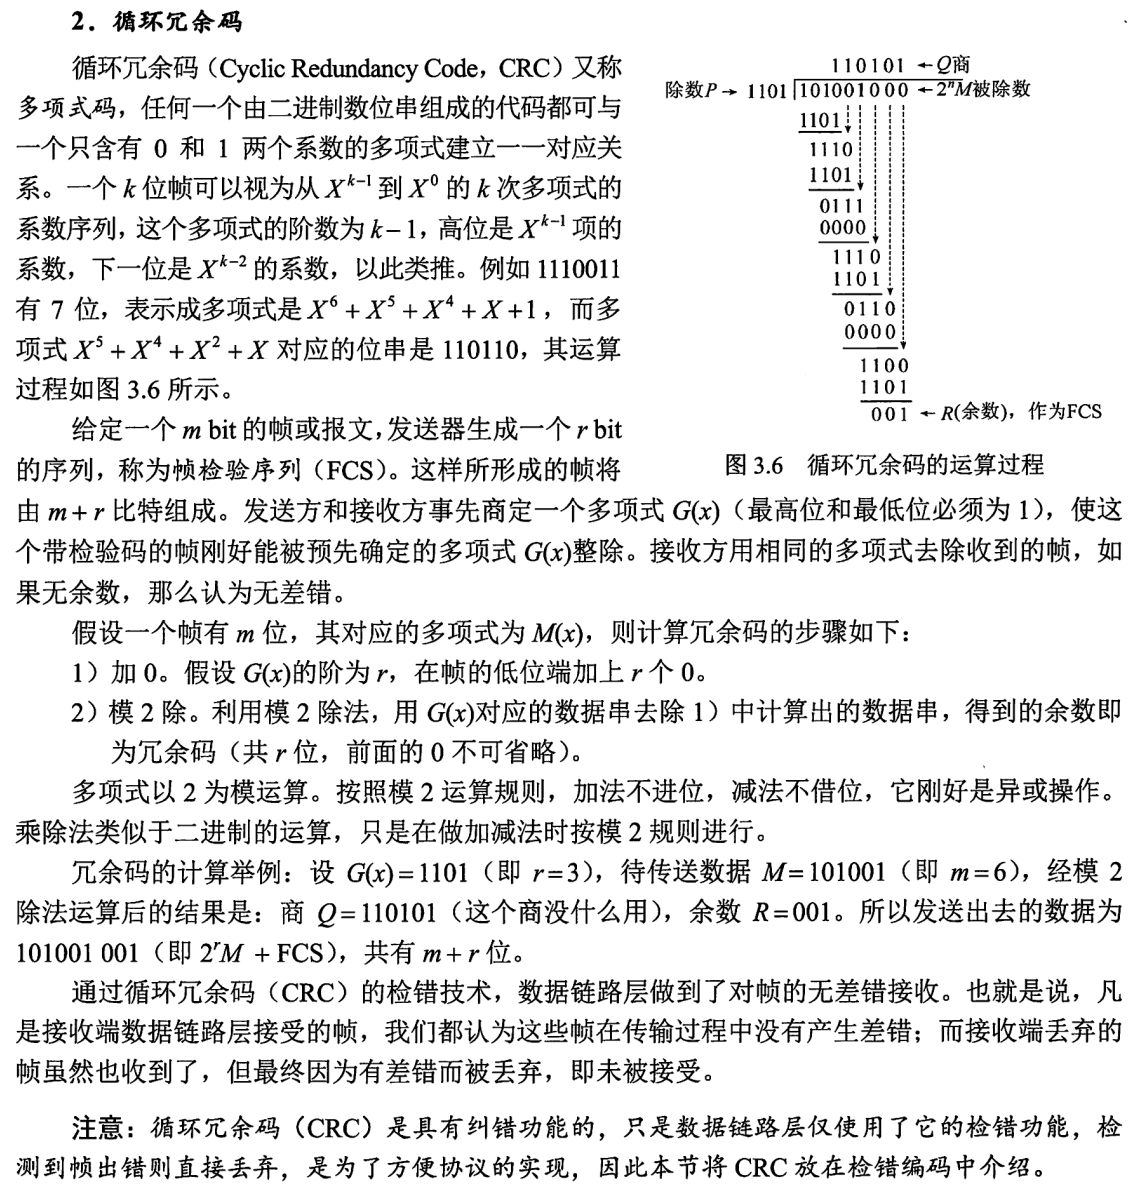 2．循环冗余码
循环冗余码（Cyclic Redundancy Code，CRC）又称
多项式码，任何一个由二进制数位串组成的代码都可与
一个只含有 0 和 1 两个系数的多项式建立一一对应关
系。一个 k 位帧可以视为从 X^{k-1} 到 X^0 的 k 次多项式的
系数序列，这个多项式的阶数为 k−1，高位是 X^{k-1} 项的
系数，下一位是 X^{k-2} 的系数，以此类推。例如 1110011
有 7 位，表示成多项式是 X^6+X^5+X^4+X+1，而多
项式 X^5+X^4+X^2+X 对应的位串是 110110，其运算
过程如图 3.6 所示。
给定一个 m bit 的帧或报文，发送器生成一个 r bit
的序列，称为帧检验序列（FCS）。这样所形成的帧将
110101 ←Q商
除数P→ 1101 101001000 ←2^nM被除数
1101
1110
1101
0111
0000
1110
1101
0110
0000
1100
1101
001 ←R(余数)，作为FCS
图 3.6 循环冗余码的运算过程
由 m+r 比特组成。发送方和接收方事先商定一个多项式 G(x)（最高位和最低位必须为 1），使这
个带检验码的帧刚好能被预先确定的多项式 G(x)整除。接收方用相同的多项式去除收到的帧，如
果无余数，那么认为无差错。
假设一个帧有 m 位，其对应的多项式为 M(x)，则计算冗余码的步骤如下：
1）加 0。假设 G(x)的阶为 r，在帧的低位端加上 r 个 0。
2）模 2 除。利用模 2 除法，用 G(x)对应的数据串去除 1）中计算出的数据串，得到的余数即
为冗余码（共 r 位，前面的 0 不可省略）。
多项式以 2 为模运算。按照模 2 运算规则，加法不进位，减法不借位，它刚好是异或操作。
乘除法类似于二进制的运算，只是在做加减法时按模 2 规则进行。
冗余码的计算举例：设 G(x)=1101（即 r=3），待传送数据 M=101001（即 m=6），经模 2
除法运算后的结果是：商 Q=110101（这个商没什么用），余数 R=001。所以发送出去的数据为
101001 001（即 2^rM +FCS），共有 m+r 位。
通过循环冗余码（CRC）的检错技术，数据链路层做到了对帧的无差错接收。也就是说，凡
是接收端数据链路层接受的帧，我们都认为这些帧在传输过程中没有产生差错；而接收端丢弃的
帧虽然也收到了，但最终因为有差错而被丢弃，即未被接受。
注意：循环冗余码（CRC）是具有纠错功能的，只是数据链路层仅使用了它的检错功能，检
测到帧出错则直接丢弃，是为了方便协议的实现，因此本节将 CRC 放在检错编码中介绍。